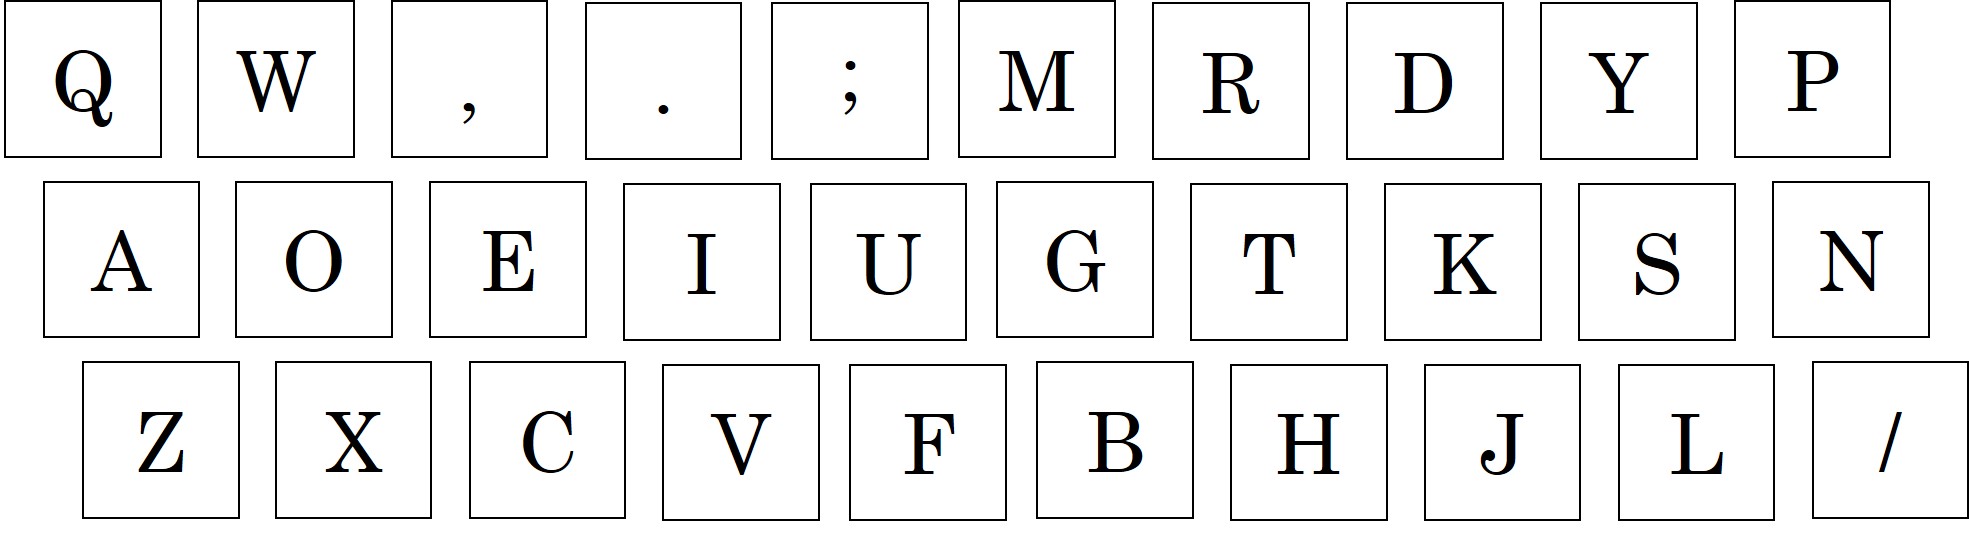 Q W , . ; M R D Y P
A O E I U G T K S N
Z X C V F B H J L /